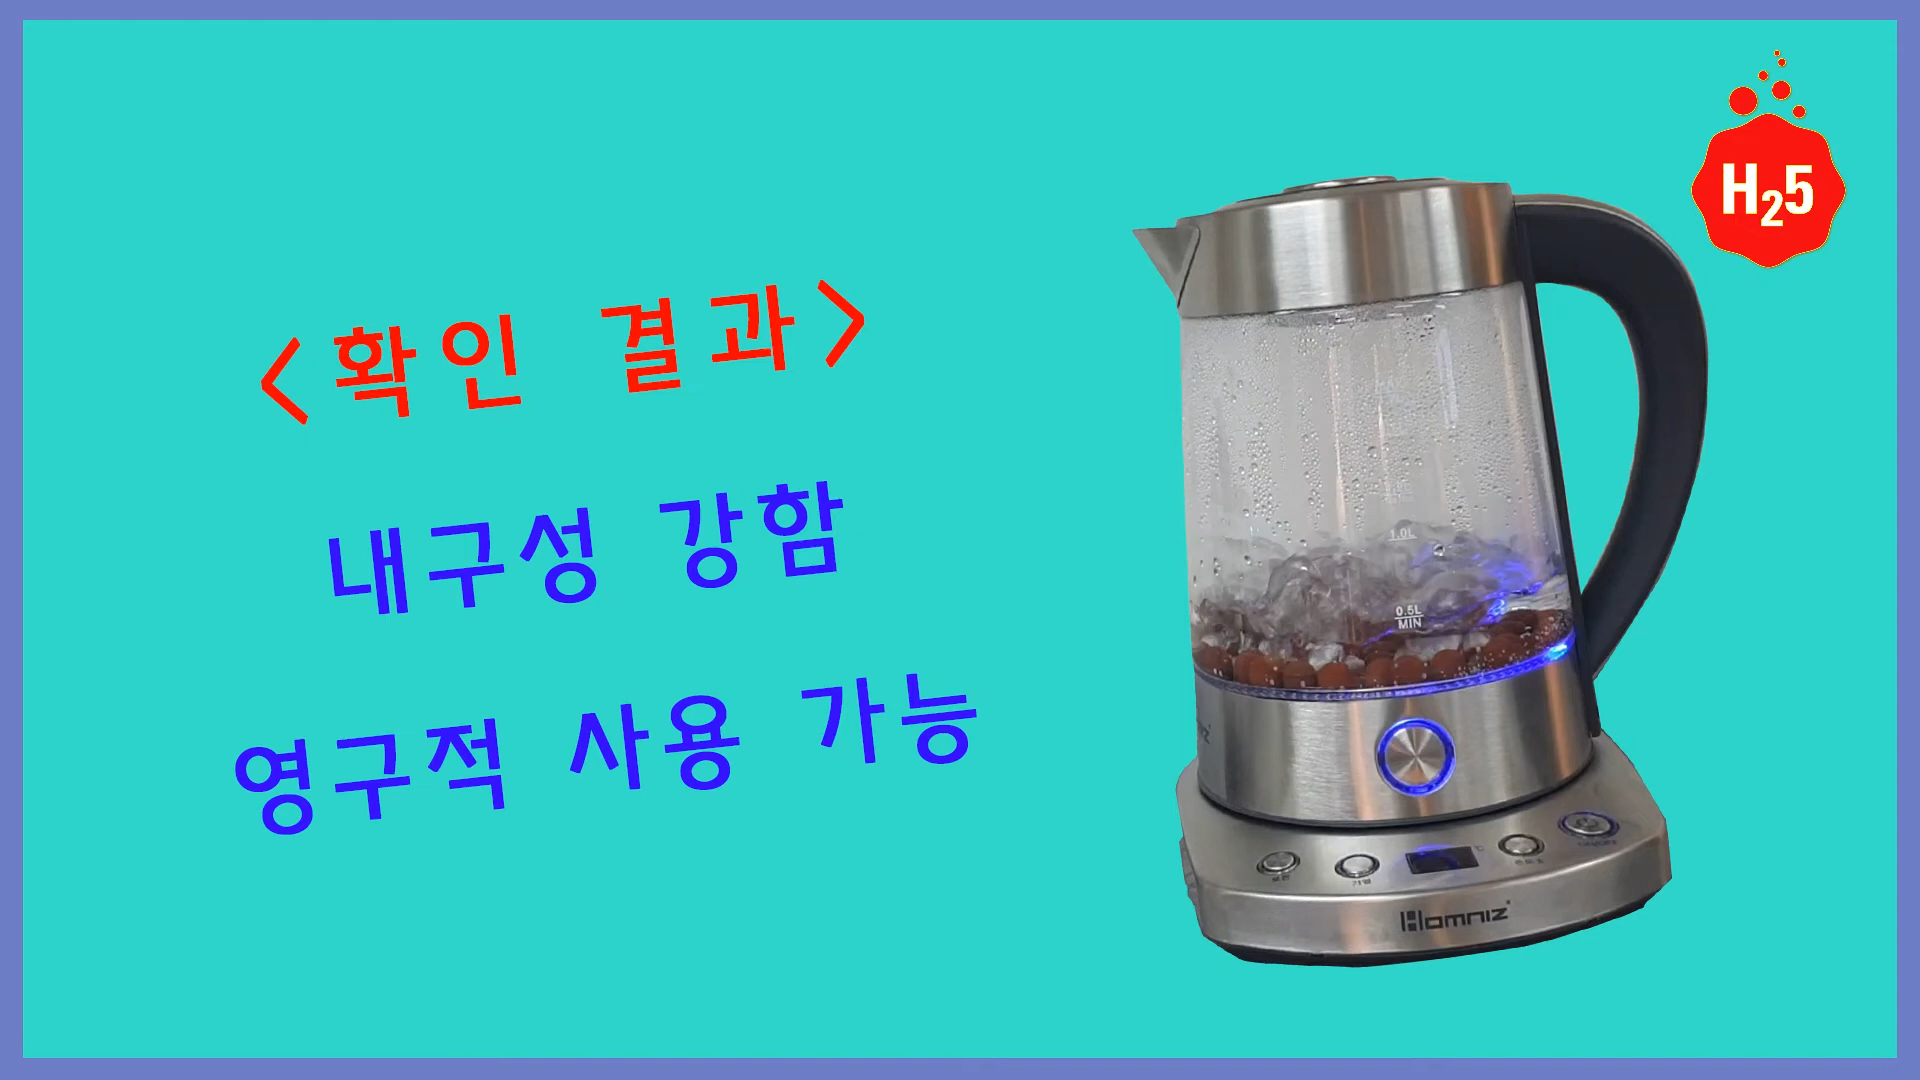 <확인 결과>
내구성 강함
영구적 사용 가능
H₂5
1.0L
0.5L
MIN
Homniz